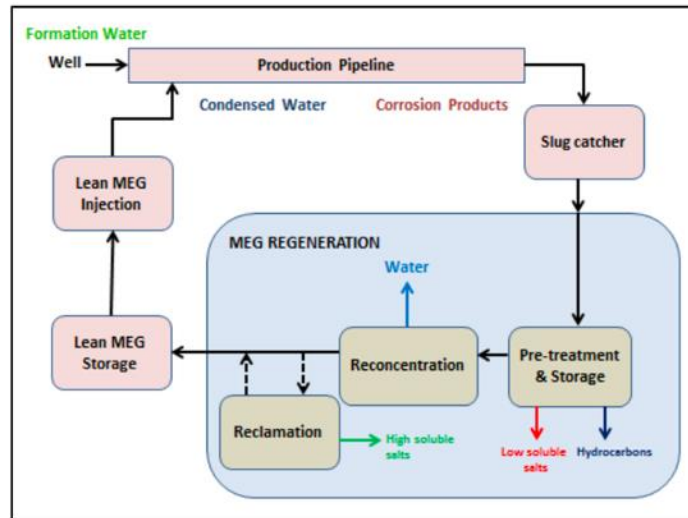 Formation Water
Well
Production Pipeline
Condensed Water
Corrosion Products
Slug catcher
Lean MEG
Injection
MEG REGENERATION
Water
Lean MEG
Storage
Reconcentration
Pre-treatment
& Storage
Reclamation
High soluble
salts
Low soluble
salts
Hydrocarbons